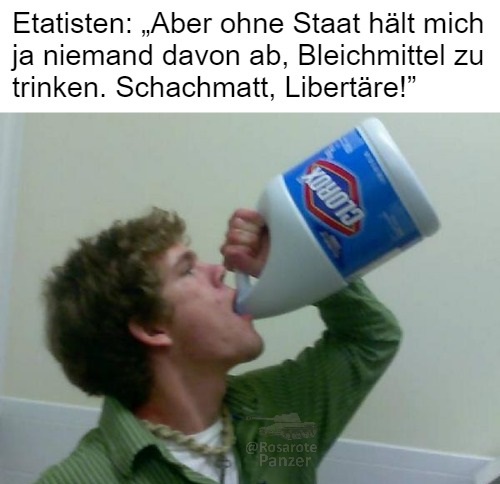 Etatisten: „Aber ohne Staat hält mich
ja niemand davon ab, Bleichmittel zu
trinken. Schachmatt, Libertäre!”
CLOROX
@Rosarote
Panzer